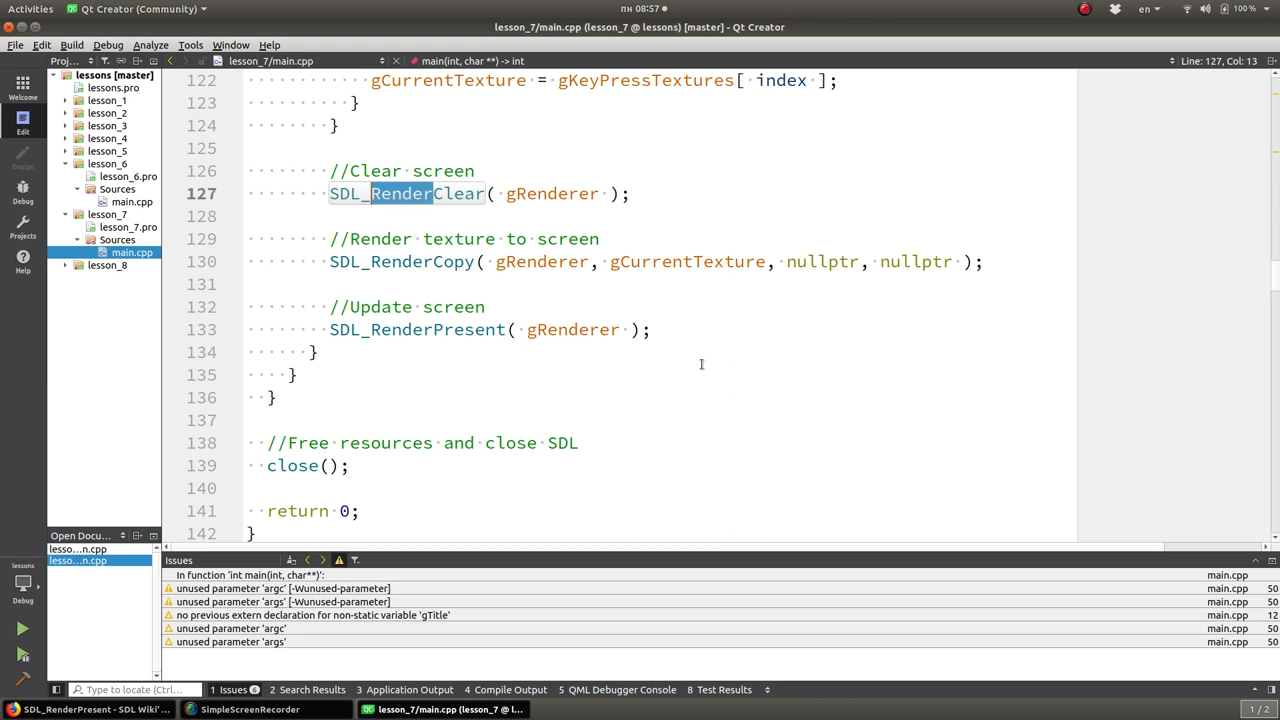 Activities
Qt Creator (Community)
пн 08:57
en
100 %
lesson_7/main.cpp (lesson_7 @ lessons) [master] - Qt Creator
File Edit Build Debug Analyze Tools Window Help
Proj...
lesson_7/main.cpp
main(int, char **) -> int
Line: 127, Col: 13
Welcome
Edit
Design
Debug
Projects
Help
lessons
Debug
lessons [master]
lessons.pro
lesson_1
lesson_2
lesson_3
lesson_4
lesson_5
lesson_6
lesson_6.pro
Sources
main.cpp
lesson_7
lesson_7.pro
Sources
main.cpp
lesson_8
Open Docu...
lesso...n.cpp
lesso...n.cpp
122 gCurrentTexture = gKeyPressTextures[ index ];
123 }
124 }
125
126 //Clear screen
127 SDL_RenderClear( gRenderer );
128
129 //Render texture to screen
130 SDL_RenderCopy( gRenderer, gCurrentTexture, nullptr, nullptr );
131
132 //Update screen
133 SDL_RenderPresent( gRenderer );
134 }
135 }
136 }
137
138 //Free resources and close SDL
139 close();
140
141 return 0;
142 }
Issues
In function 'int main(int, char**)': main.cpp
unused parameter 'argc' [-Wunused-parameter] main.cpp 50
unused parameter 'args' [-Wunused-parameter] main.cpp 50
no previous extern declaration for non-static variable 'gTitle' main.cpp 12
unused parameter 'argc' main.cpp 50
unused parameter 'args' main.cpp 50
Type to locate (Ctrl...
1 Issues 6
2 Search Results
3 Application Output
4 Compile Output
5 QML Debugger Console
8 Test Results
SDL_RenderPresent - SDL Wiki' ...
SimpleScreenRecorder
lesson_7/main.cpp (lesson_7 @ l...
1 / 2